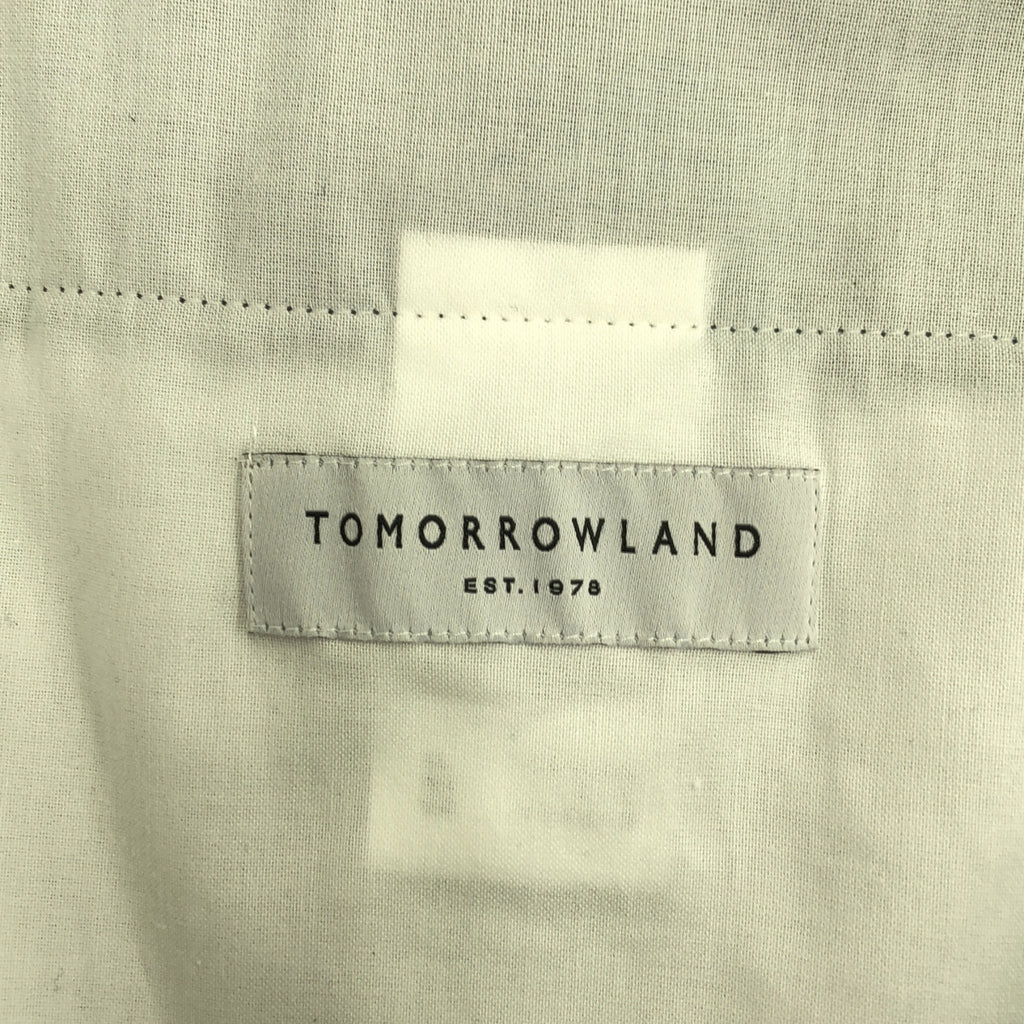 TOMORROWLAND
EST. 1978